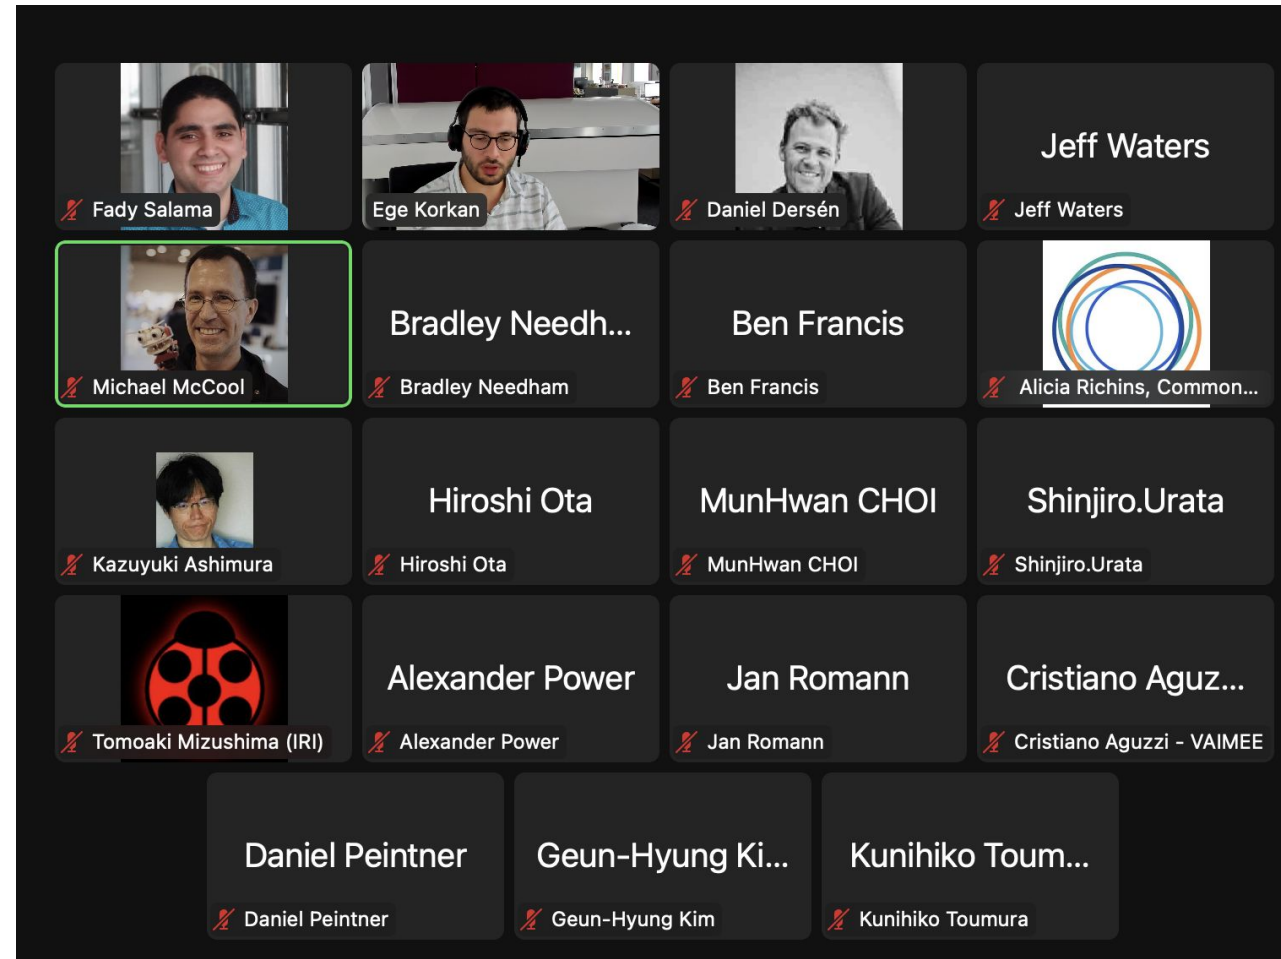 Fady Salama
Ege Korkan
Daniel Dersén
Jeff Waters
Jeff Waters
Michael McCool
Bradley Needh...
Bradley Needham
Ben Francis
Ben Francis
Alicia Richins, Common...
Kazuyuki Ashimura
Hiroshi Ota
Hiroshi Ota
MunHwan CHOI
MunHwan CHOI
Shinjiro.Urata
Shinjiro.Urata
Tomoaki Mizushima (IRI)
Alexander Power
Alexander Power
Jan Romann
Jan Romann
Cristiano Aguz...
Cristiano Aguzzi - VAIMEE
Daniel Peintner
Daniel Peintner
Geun-Hyung Ki...
Geun-Hyung Kim
Kunihiko Toum...
Kunihiko Toumura